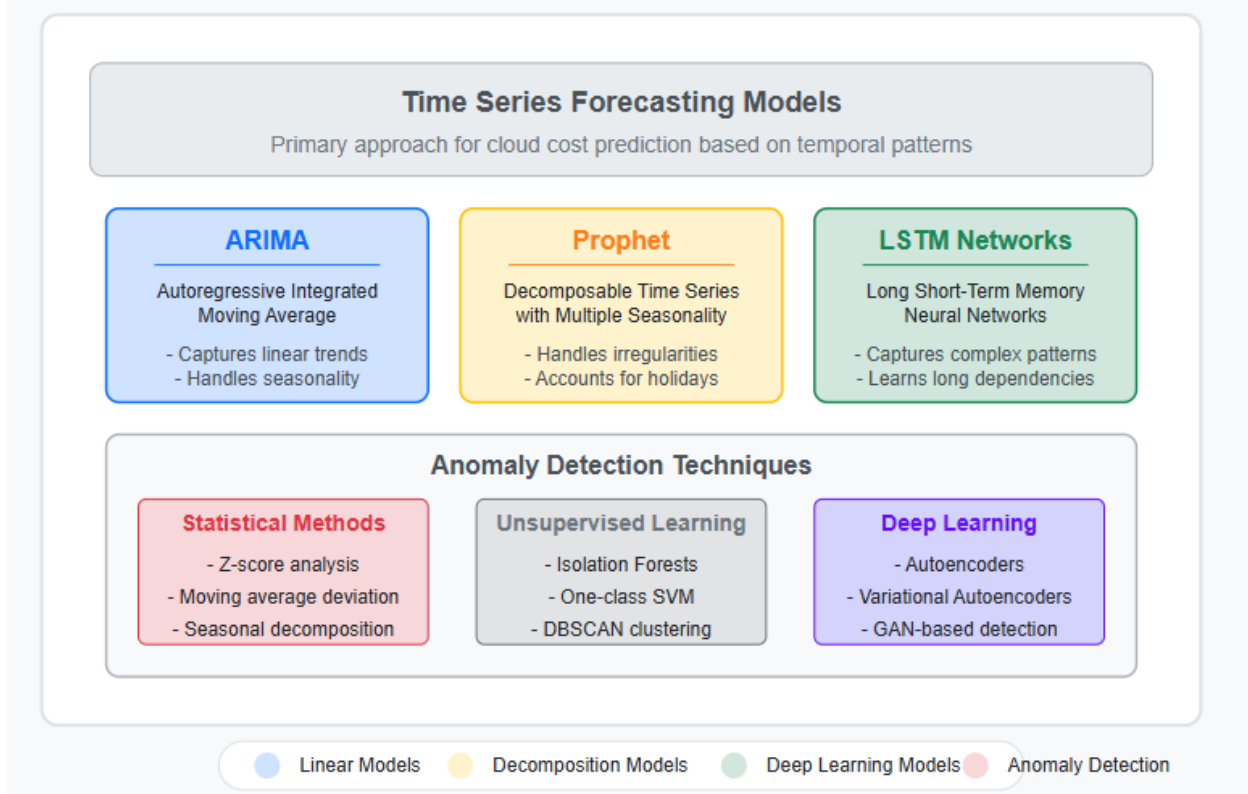 Time Series Forecasting Models
Primary approach for cloud cost prediction based on temporal patterns
ARIMA
Autoregressive Integrated
Moving Average
- Captures linear trends
- Handles seasonality
Prophet
Decomposable Time Series
with Multiple Seasonality
- Handles irregularities
- Accounts for holidays
LSTM Networks
Long Short-Term Memory
Neural Networks
- Captures complex patterns
- Learns long dependencies
Anomaly Detection Techniques
Statistical Methods
- Z-score analysis
- Moving average deviation
- Seasonal decomposition
Unsupervised Learning
- Isolation Forests
- One-class SVM
- DBSCAN clustering
Deep Learning
- Autoencoders
- Variational Autoencoders
- GAN-based detection
Linear Models
Decomposition Models
Deep Learning Models
Anomaly Detection